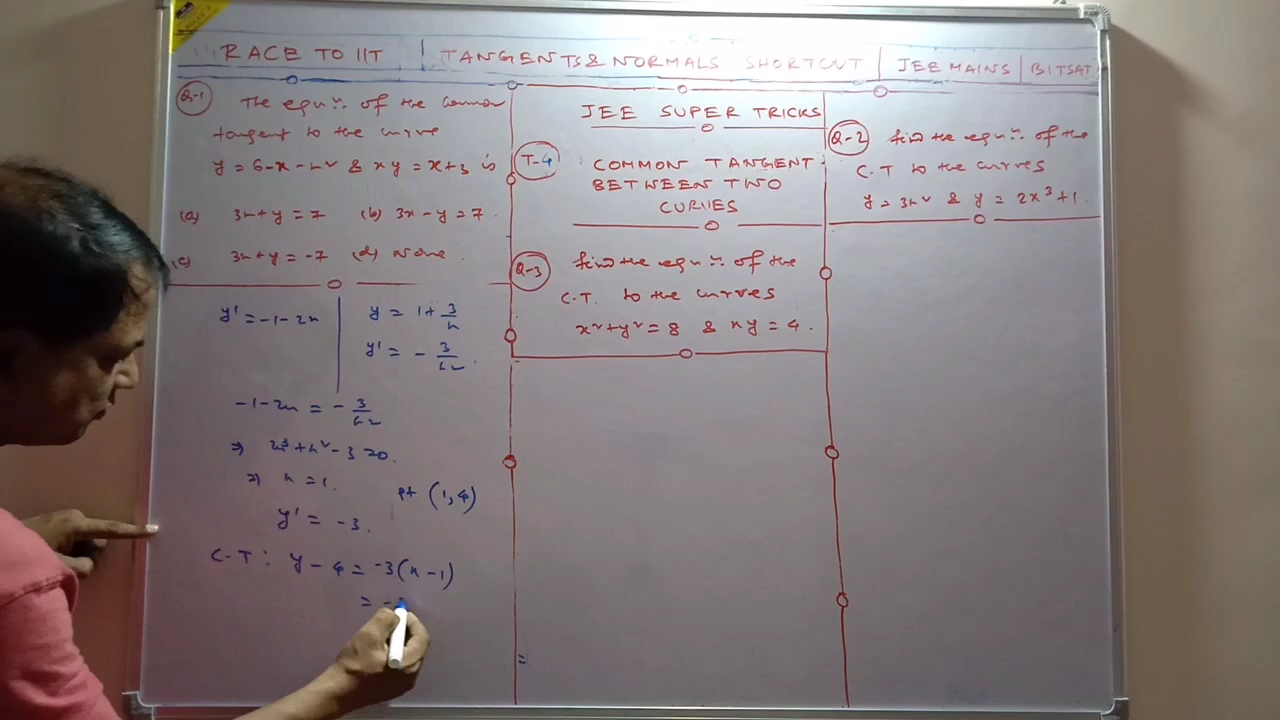 RACE TO IIT | TANGENTS & NORMALS SHORTCUT | JEE MAINS | BITSAT
Q-1 The equⁿ. of the common
tangent to the curve
y = 6-x-x² & xy = x+3 is
(a) 3x+y = 7 (b) 3x-y = 7.
(c) 3x+y = -7 (d) None.
y' = -1-2x
y = 1 + 3/x
y' = - 3/x².
-1-2x = - 3/x²
⇒ 2x³+x²-3=0.
⇒ x = 1.
pt (1,4)
y' = -3.
C.T : y - 4 = -3(x-1)
= -
JEE SUPER TRICKS
T-4 COMMON TANGENT
BETWEEN TWO
CURVES
Q-3 find the equⁿ. of the
C.T. to the curves
x²+y² = 8 & xy = 4.
=
Q-2 find the equⁿ. of the
C.T to the curves
y = 3x² & y = 2x³+1.